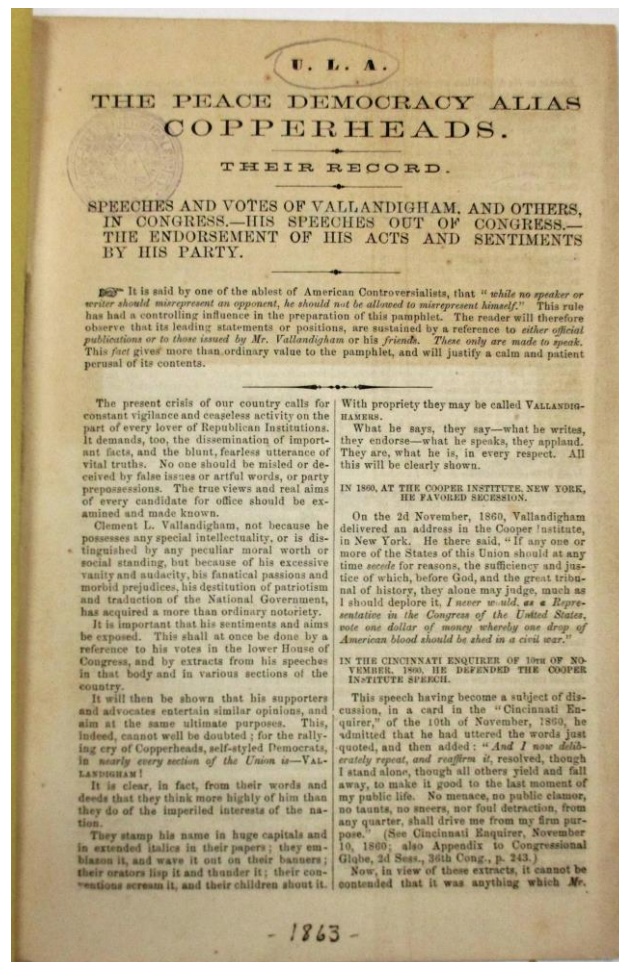 U. L. A.
THE PEACE DEMOCRACY ALIAS
COPPERHEADS.
THEIR RECORD.
SPEECHES AND VOTES OF VALLANDIGHAM, AND OTHERS,
IN CONGRESS.—HIS SPEECHES OUT OF CONGRESS.—
THE ENDORSEMENT OF HIS ACTS AND SENTIMENTS
BY HIS PARTY.
☞ It is said by one of the ablest of American Controversialists, that "while no speaker or
writer should misrepresent an opponent, he should not be allowed to misrepresent himself." This rule
has had a controlling influence in the preparation of this pamphlet. The reader will therefore
observe that its leading statements or positions, are sustained by a reference to either official
publications or to those issued by Mr. Vallandigham or his friends. These only are made to speak.
This fact gives more than ordinary value to the pamphlet, and will justify a calm and patient
perusal of its contents.
The present crisis of our country calls for
constant vigilance and ceaseless activity on the
part of every lover of Republican Institutions.
It demands, too, the dissemination of import-
ant facts, and the blunt, fearless utterance of
vital truths. No one should be misled or de-
ceived by false issues or artful words, or party
prepossessions. The true views and real aims
of every candidate for office should be ex-
amined and made known.
Clement L. Vallandigham, not because he
possesses any special intellectuality, or is dis-
tinguished by any peculiar moral worth or
social standing, but because of his excessive
vanity and audacity, his fanatical passions and
morbid prejudices, his destitution of patriotism
and traduction of the National Government,
has acquired a more than ordinary notoriety.
It is important that his sentiments and aims
be exposed. This shall at once be done by a
reference to his votes in the lower House of
Congress, and by extracts from his speeches
in that body and in various sections of the
country.
It will then be shown that his supporters
and advocates entertain similar opinions, and
aim at the same ultimate purposes. This,
indeed, cannot well be doubted; for the rally-
ing cry of Copperheads, self-styled Democrats,
in nearly every section of the Union is—VAL-
LANDIGHAM!
It is clear, in fact, from their words and
deeds that they think more highly of him than
they do of the imperiled interests of the na-
tion.
They stamp his name in huge capitals and
in extended italics in their papers; they em-
blazon it, and wave it out on their banners;
their orators lisp it and thunder it; their con-
ventions scream it, and their children shout it.
With propriety they may be called VALLANDIG-
HAMERS.
What he says, they say—what he writes,
they endorse—what he speaks, they applaud.
They are, what he is, in every respect. All
this will be clearly shown.
IN 1860, AT THE COOPER INSTITUTE, NEW YORK,
HE FAVORED SECESSION.
On the 2d November, 1860, Vallandigham
delivered an address in the Cooper Institute,
in New York. He there said, "If any one or
more of the States of this Union should at any
time secede for reasons, the sufficiency and jus-
tice of which, before God, and the great tribu-
nal of history, they alone may judge, much as
I should deplore it, I never would, as a Repre-
sentative in the Congress of the United States,
vote one dollar of money whereby one drop of
American blood should be shed in a civil war."
IN THE CINCINNATI ENQUIRER OF 10TH OF NO-
VEMBER, 1860, HE DEFENDED THE COOPER
INSTITUTE SPEECH.
This speech having become a subject of dis-
cussion, in a card in the "Cincinnati En-
quirer," of the 10th of November, 1860, he
admitted that he had uttered the words just
quoted, and then added: "And I now delib-
erately repeat, and reaffirm it, resolved, though
I stand alone, though all others yield and fall
away, to make it good to the last moment of
my public life. No menace, no public clamor,
no taunts, no sneers, nor foul detraction, from
any quarter, shall drive me from my firm pur-
pose." (See Cincinnati Enquirer, November
10, 1860; also Appendix to Congressional
Globe, 2d Sess., 36th Cong., p. 243.)
Now, in view of these extracts, it cannot be
contended that it was anything which Mr.
- 1863 -